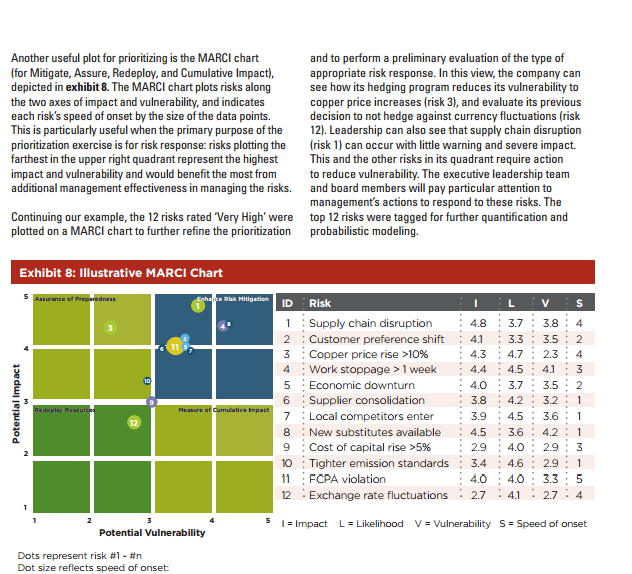 Another useful plot for prioritizing is the MARCI chart
(for Mitigate, Assure, Redeploy, and Cumulative Impact),
depicted in exhibit 8. The MARCI chart plots risks along
the two axes of impact and vulnerability, and indicates
each risk's speed of onset by the size of the data points.
This is particularly useful when the primary purpose of the
prioritization exercise is for risk response: risks plotting the
farthest in the upper right quadrant represent the highest
impact and vulnerability and would benefit the most from
additional management effectiveness in managing the risks.
Continuing our example, the 12 risks rated 'Very High' were
plotted on a MARCI chart to further refine the prioritization
and to perform a preliminary evaluation of the type of
appropriate risk response. In this view, the company can
see how its hedging program reduces its vulnerability to
copper price increases (risk 3), and evaluate its previous
decision to not hedge against currency fluctuations (risk
12). Leadership can also see that supply chain disruption
(risk 1) can occur with little warning and severe impact.
This and the other risks in its quadrant require action
to reduce vulnerability. The executive leadership team
and board members will pay particular attention to
management's actions to respond to these risks. The
top 12 risks were tagged for further quantification and
probabilistic modeling.
Exhibit 8: Illustrative MARCI Chart
5
Assurance of Preparedness
Enhance Risk Mitigation
1
3
4 8
2
11 5
6 7
4
10
9
3
Redeploy Resources
Measure of Cumulative Impact
12
2
1
Potential Impact
1 2 3 4 5
Potential Vulnerability
ID Risk I L V S
1 Supply chain disruption 4.8 3.7 3.8 4
2 Customer preference shift 4.1 3.3 3.5 2
3 Copper price rise >10% 4.3 4.7 2.3 4
4 Work stoppage > 1 week 4.4 4.5 4.1 3
5 Economic downturn 4.0 3.7 3.5 2
6 Supplier consolidation 3.8 4.2 3.2 1
7 Local competitors enter 3.9 4.5 3.6 1
8 New substitutes available 4.5 3.6 4.2 1
9 Cost of capital rise >5% 2.9 4.0 2.9 3
10 Tighter emission standards 3.4 4.6 2.9 1
11 FCPA violation 4.0 4.0 3.3 5
12 Exchange rate fluctuations 2.7 4.1 2.7 4
I = Impact L = Likelihood V = Vulnerability S = Speed of onset
Dots represent risk #1 - #n
Dot size reflects speed of onset: